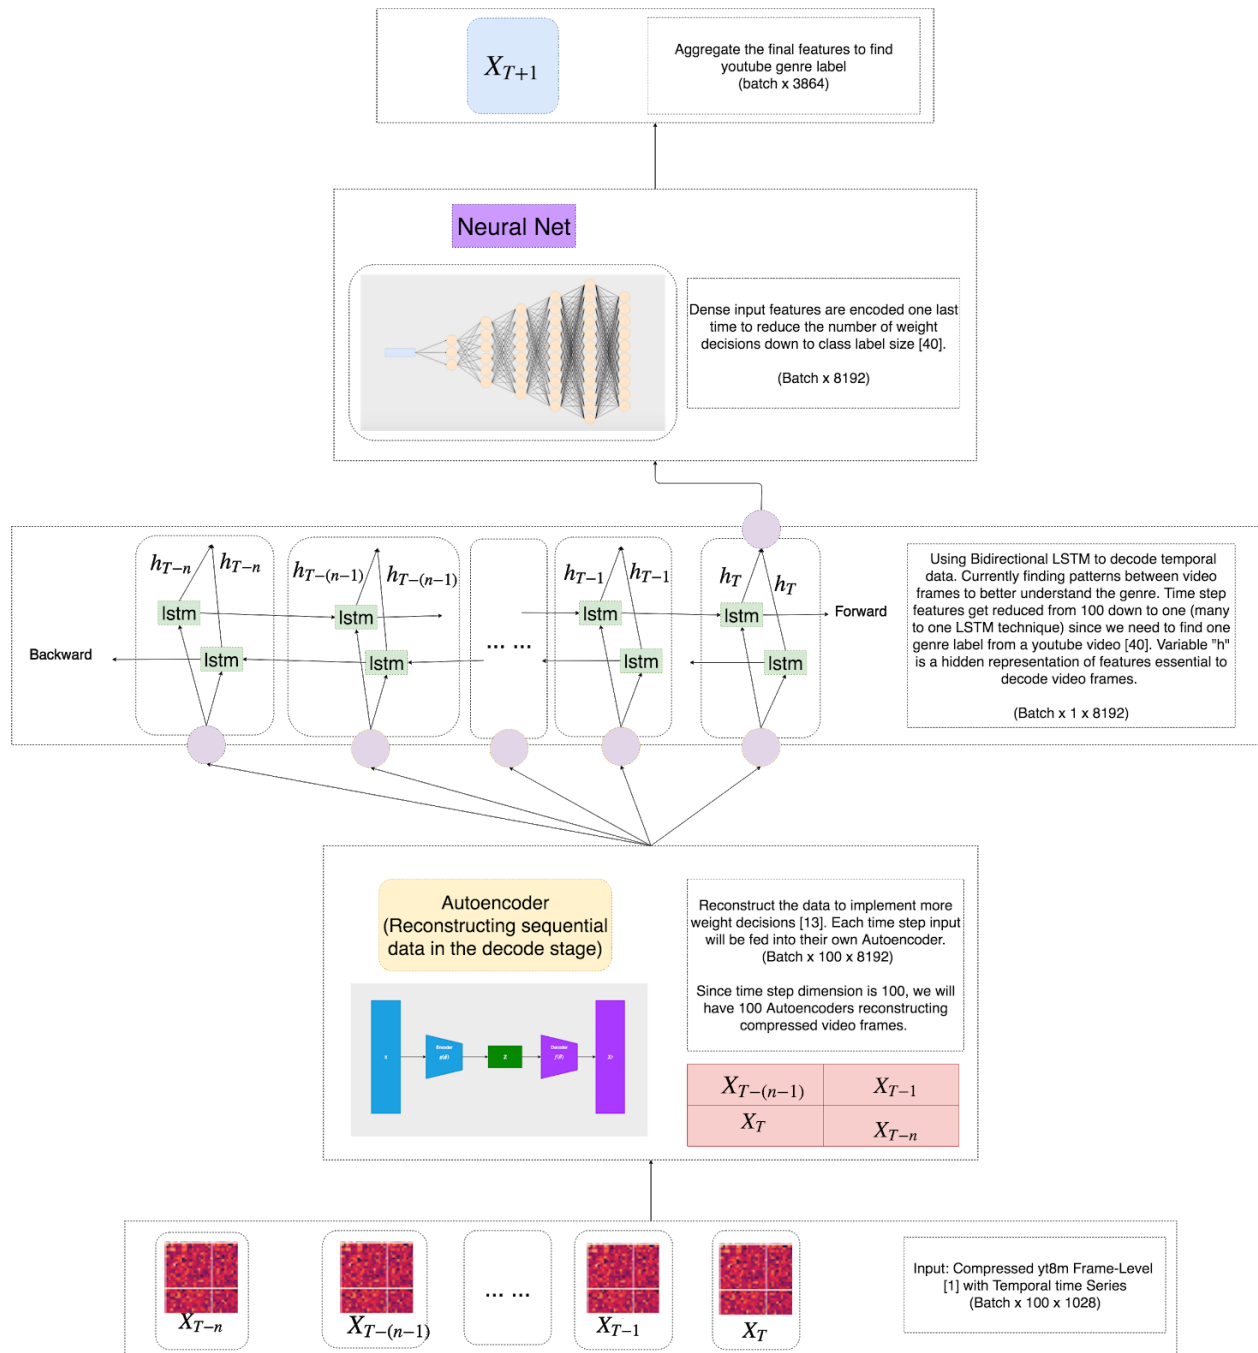 X_{T+1}
Aggregate the final features to find
youtube genre label
(batch x 3864)
Neural Net
Dense input features are encoded one last
time to reduce the number of weight
decisions down to class label size [40].
(Batch x 8192)
h_{T-n}
h_{T-n}
h_{T-(n-1)}
h_{T-(n-1)}
h_{T-1}
h_{T-1}
h_T
h_T
lstm
lstm
lstm
lstm
Forward
Backward
lstm
lstm
... ...
lstm
lstm
Using Bidirectional LSTM to decode temporal
data. Currently finding patterns between video
frames to better understand the genre. Time step
features get reduced from 100 down to one (many
to one LSTM technique) since we need to find one
genre label from a youtube video [40]. Variable "h"
is a hidden representation of features essential to
decode video frames.
(Batch x 1 x 8192)
Autoencoder
(Reconstructing sequential
data in the decode stage)
Encoder
Decoder
X
Z
Reconstruct the data to implement more
weight decisions [13]. Each time step input
will be fed into their own Autoencoder.
(Batch x 100 x 8192)
Since time step dimension is 100, we will
have 100 Autoencoders reconstructing
compressed video frames.
X_{T-(n-1)}
X_{T-1}
X_T
X_{T-n}
X_{T-n}
X_{T-(n-1)}
... ...
X_{T-1}
X_T
Input: Compressed yt8m Frame-Level
[1] with Temporal time Series
(Batch x 100 x 1028)